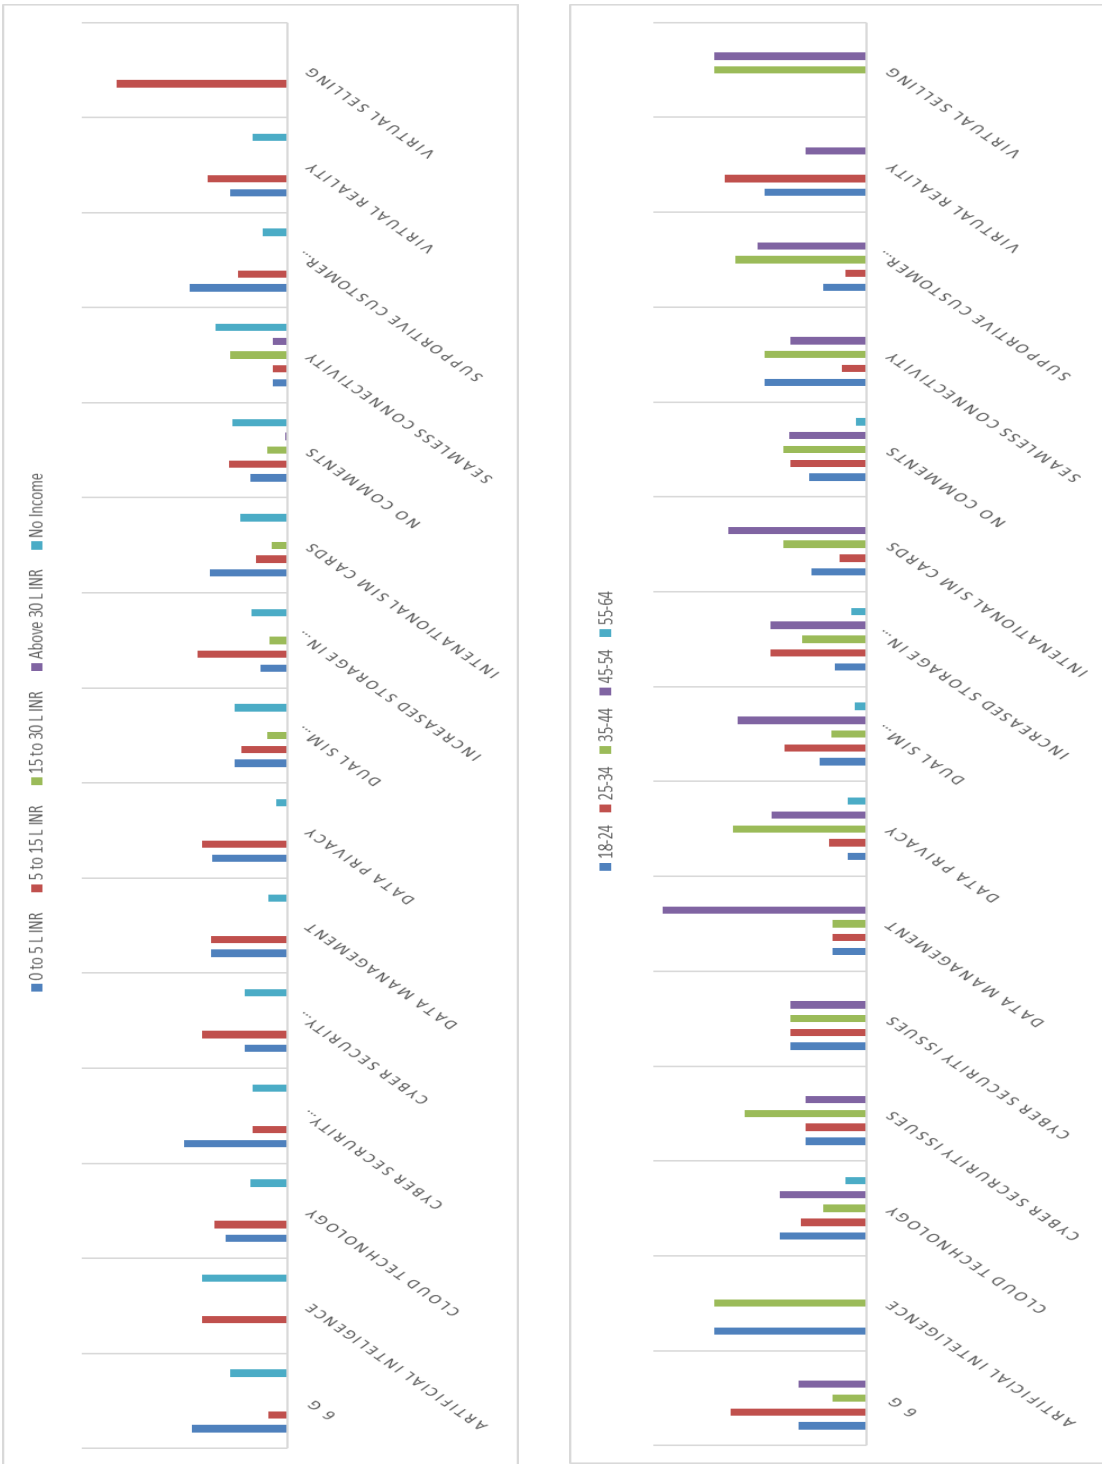 0 to 5 L INR 5 to 15 L INR 15 to 30 L INR Above 30 L INR No Income
6 G
ARTIFICIAL INTELIGENCE
CLOUD TECHNOLOGY
CYBER SECRURITY...
CYBER SECURITY...
DATA MANAGEMENT
DATA PRIVACY
DUAL SIM...
INCREASED STORAGE IN...
INTENATIONAL SIM CARDS
NO COMMENTS
SEAMLESS CONNECTIVITY
SUPPORTIVE CUSTOMER...
VIRTUAL REALITY
VIRTUAL SELLING
18-24 25-34 35-44 45-54 55-64
6 G
ARTIFICIAL INTELIGENCE
CLOUD TECHNOLOGY
CYBER SECRURITY ISSUES
CYBER SECURITY ISSUES
DATA MANAGEMENT
DATA PRIVACY
DUAL SIM...
INCREASED STORAGE IN...
INTENATIONAL SIM CARDS
NO COMMENTS
SEAMLESS CONNECTIVITY
SUPPORTIVE CUSTOMER...
VIRTUAL REALITY
VIRTUAL SELLING